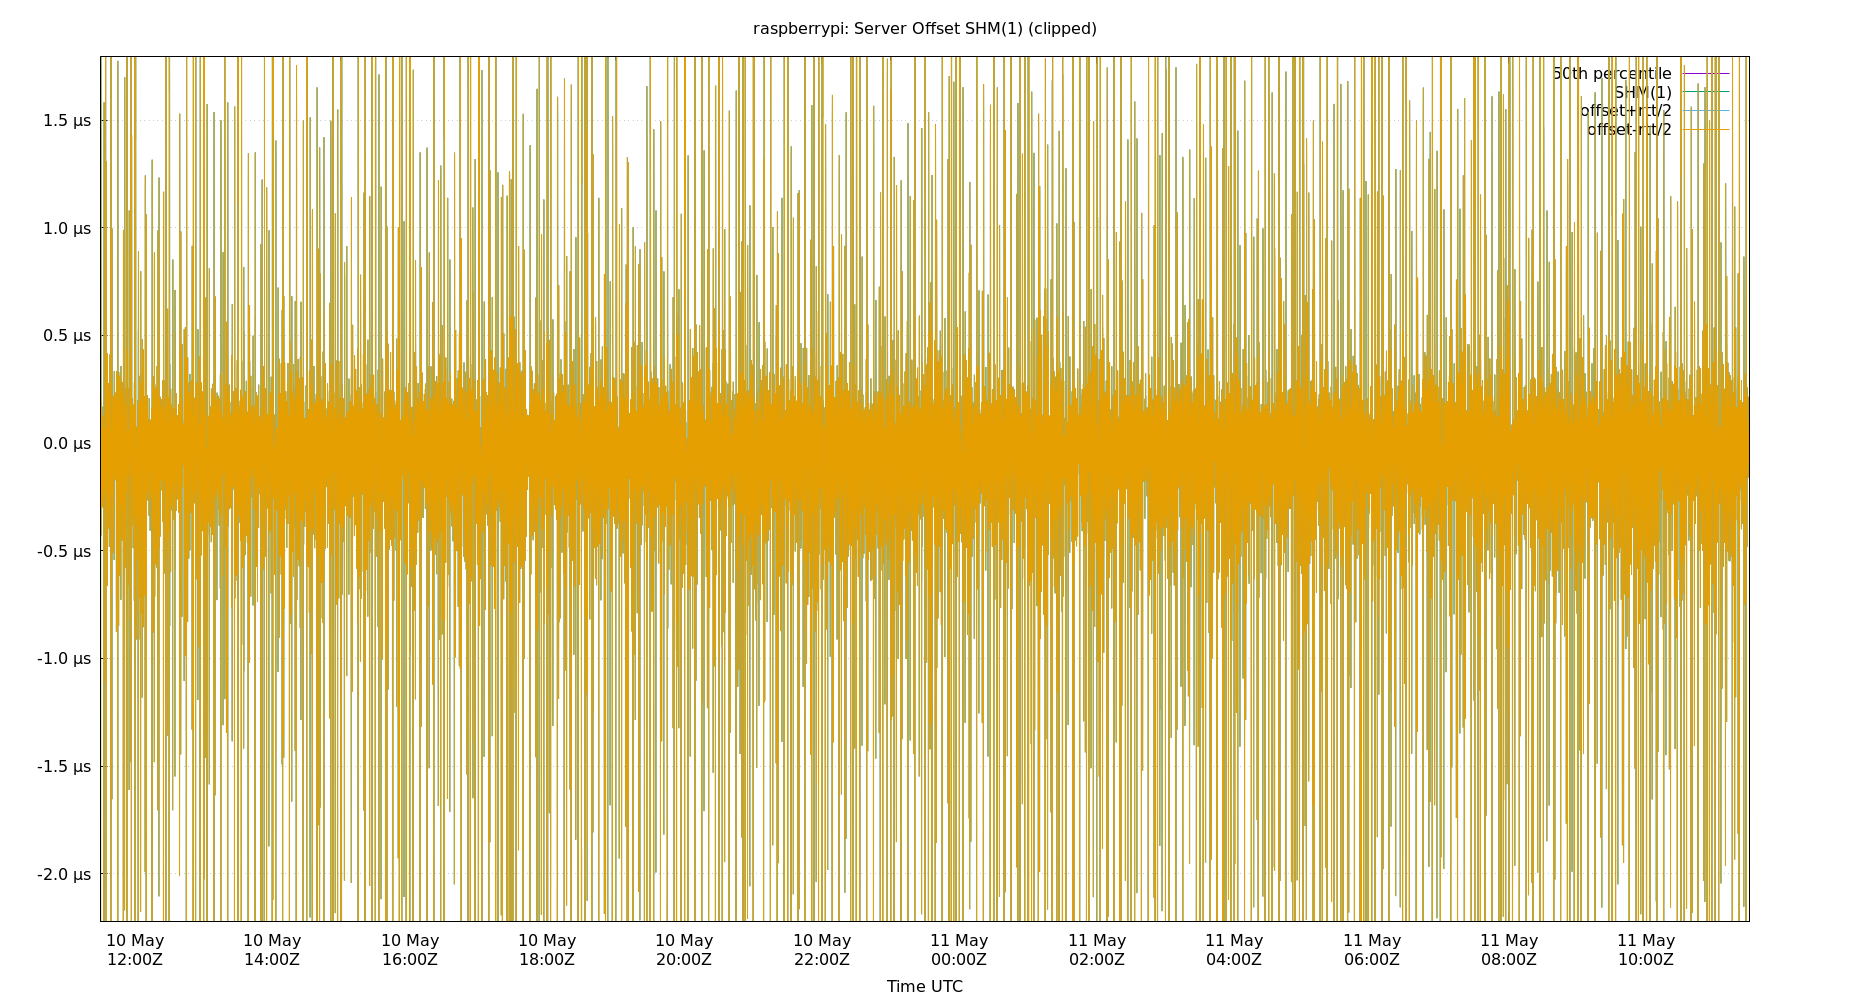 raspberrypi: Server Offset SHM(1) (clipped)
50th percentile
SHM(1)
offset+rtt/2
offset-rtt/2
1.5 µs
1.0 µs
0.5 µs
0.0 µs
-0.5 µs
-1.0 µs
-1.5 µs
-2.0 µs
10 May 10 May 10 May 10 May 10 May 10 May 11 May 11 May 11 May 11 May 11 May 11 May
12:00Z 14:00Z 16:00Z 18:00Z 20:00Z 22:00Z 00:00Z 02:00Z 04:00Z 06:00Z 08:00Z 10:00Z
Time UTC